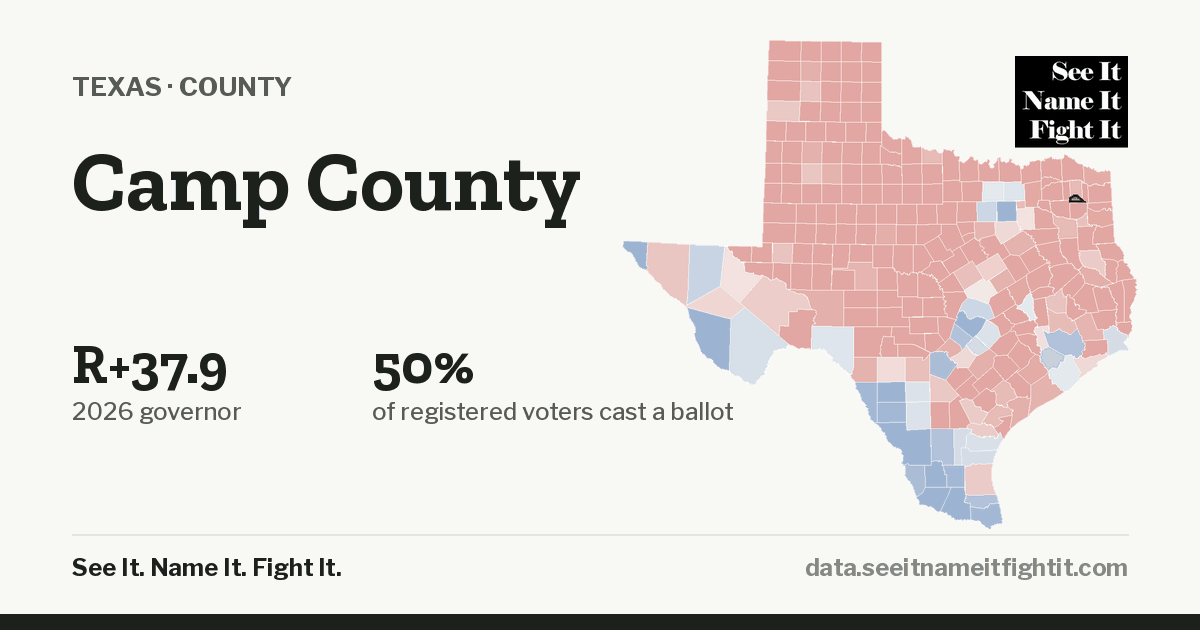 TEXAS · COUNTY
Camp County
See It
Name It
Fight It
R+37.9
2026 governor
50%
of registered voters cast a ballot
See It. Name It. Fight It.
data.seeitnameitfightit.com